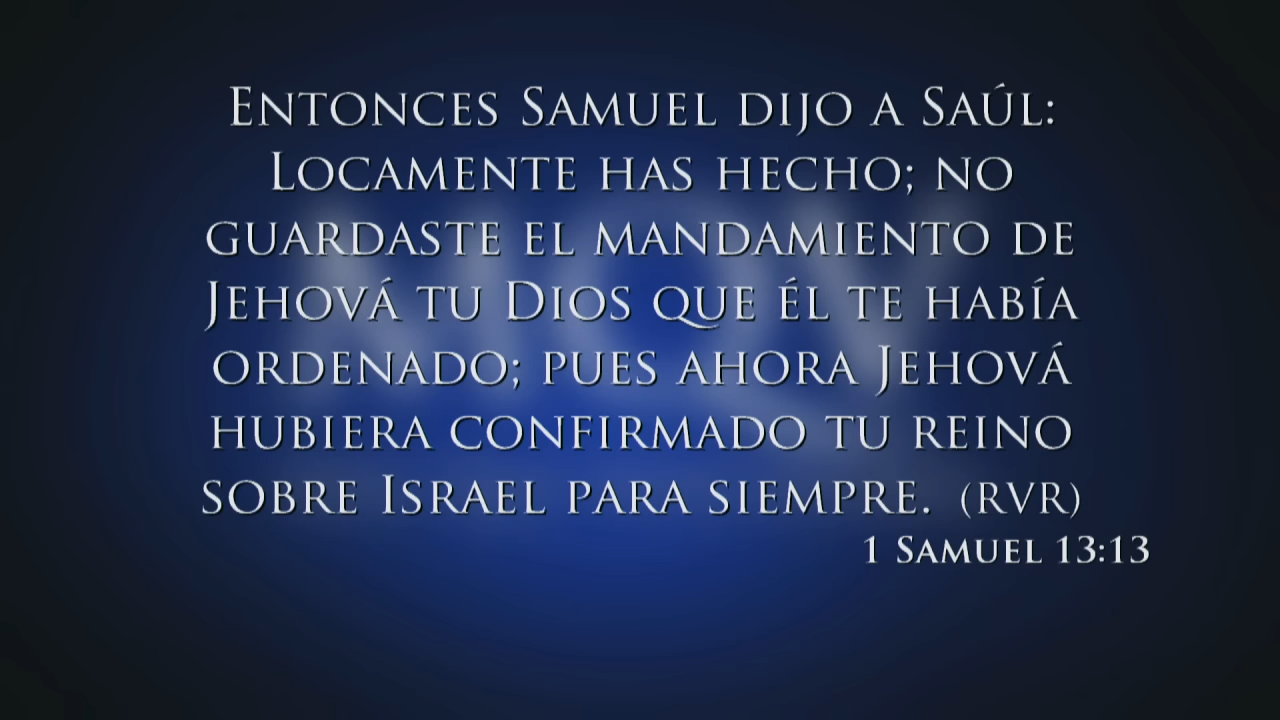 Entonces Samuel dijo a Saúl:
Locamente has hecho; no
guardaste el mandamiento de
Jehová tu Dios que él te había
ordenado; pues ahora Jehová
hubiera confirmado tu reino
sobre Israel para siempre. (RVR)
1 Samuel 13:13